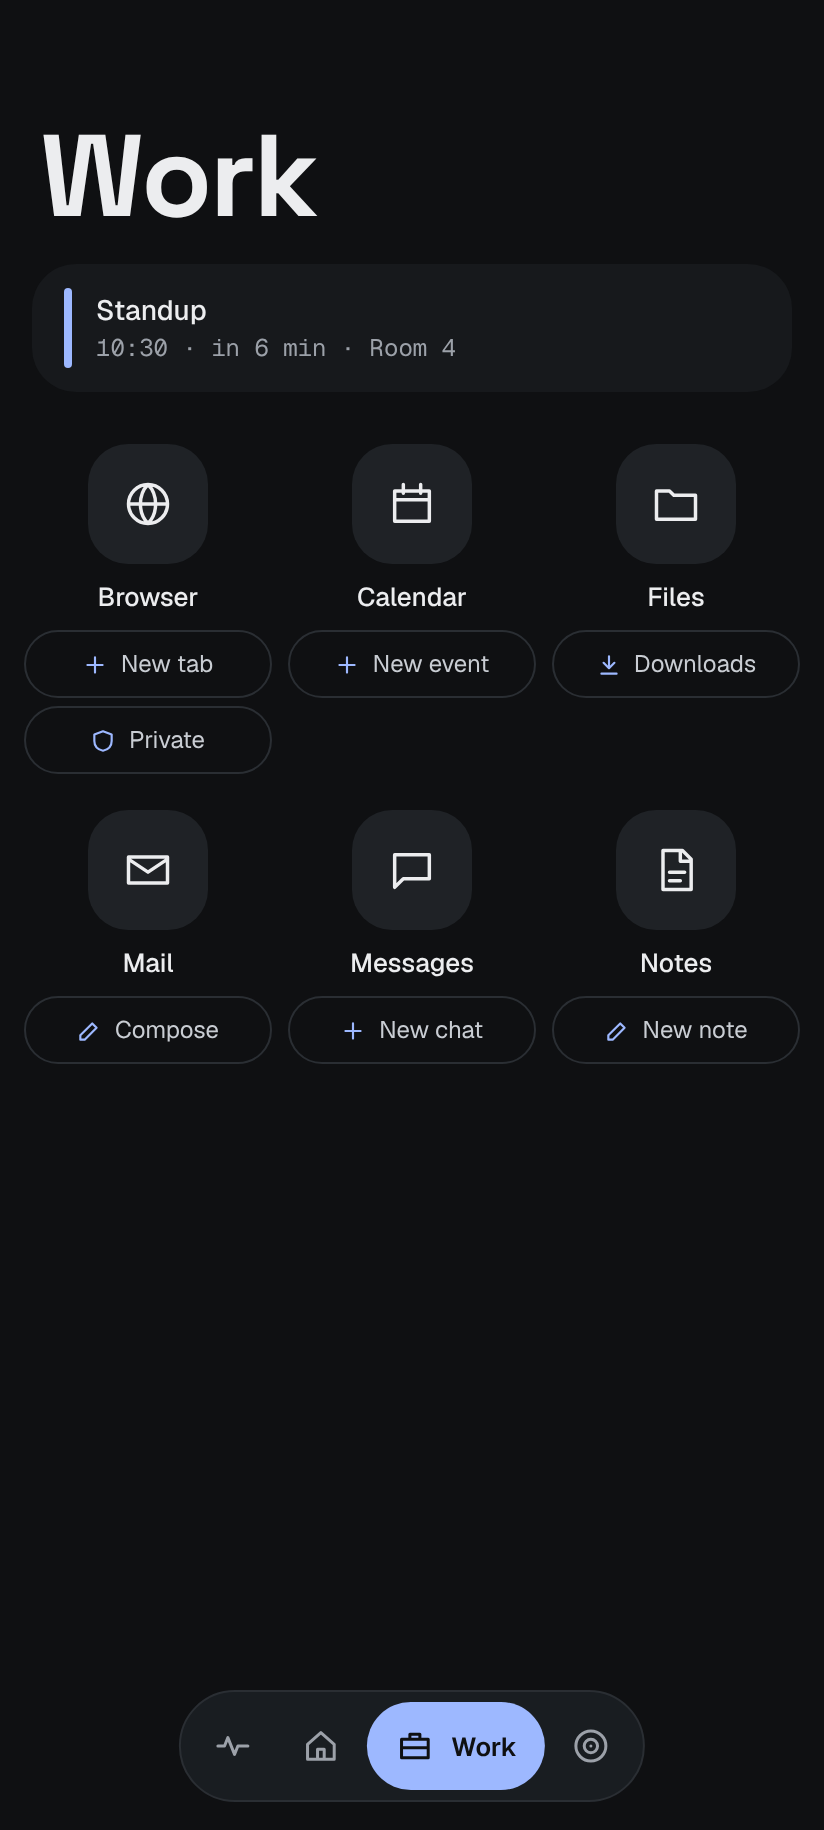 Work
Standup
10:30 · in 6 min · Room 4
Browser
Calendar
Files
New tab
New event
Downloads
Private
Mail
Messages
Notes
Compose
New chat
New note
Work